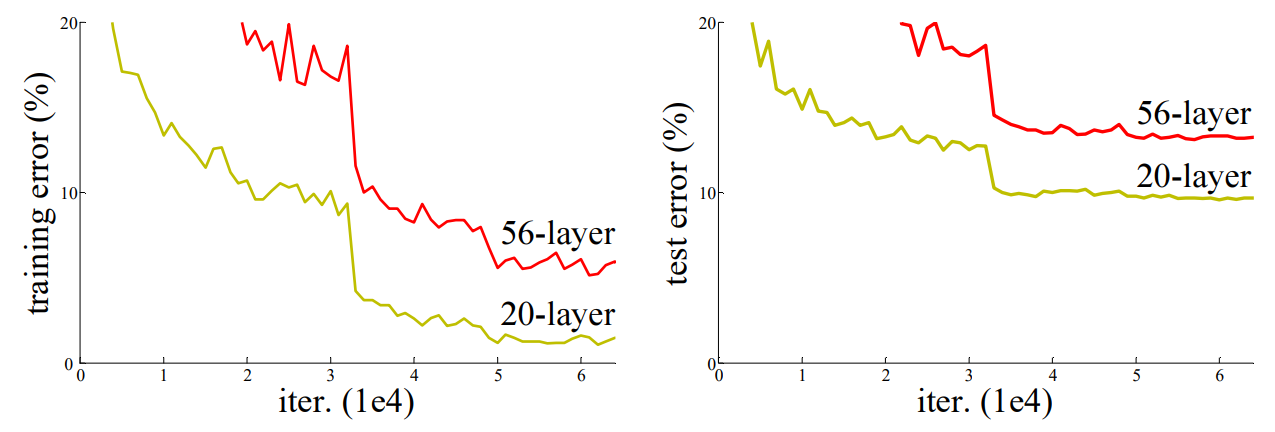 training error (%)
20
10
0
56-layer
20-layer
0 1 2 3 4 5 6
iter. (1e4)
test error (%)
20
10
0
56-layer
20-layer
0 1 2 3 4 5 6
iter. (1e4)